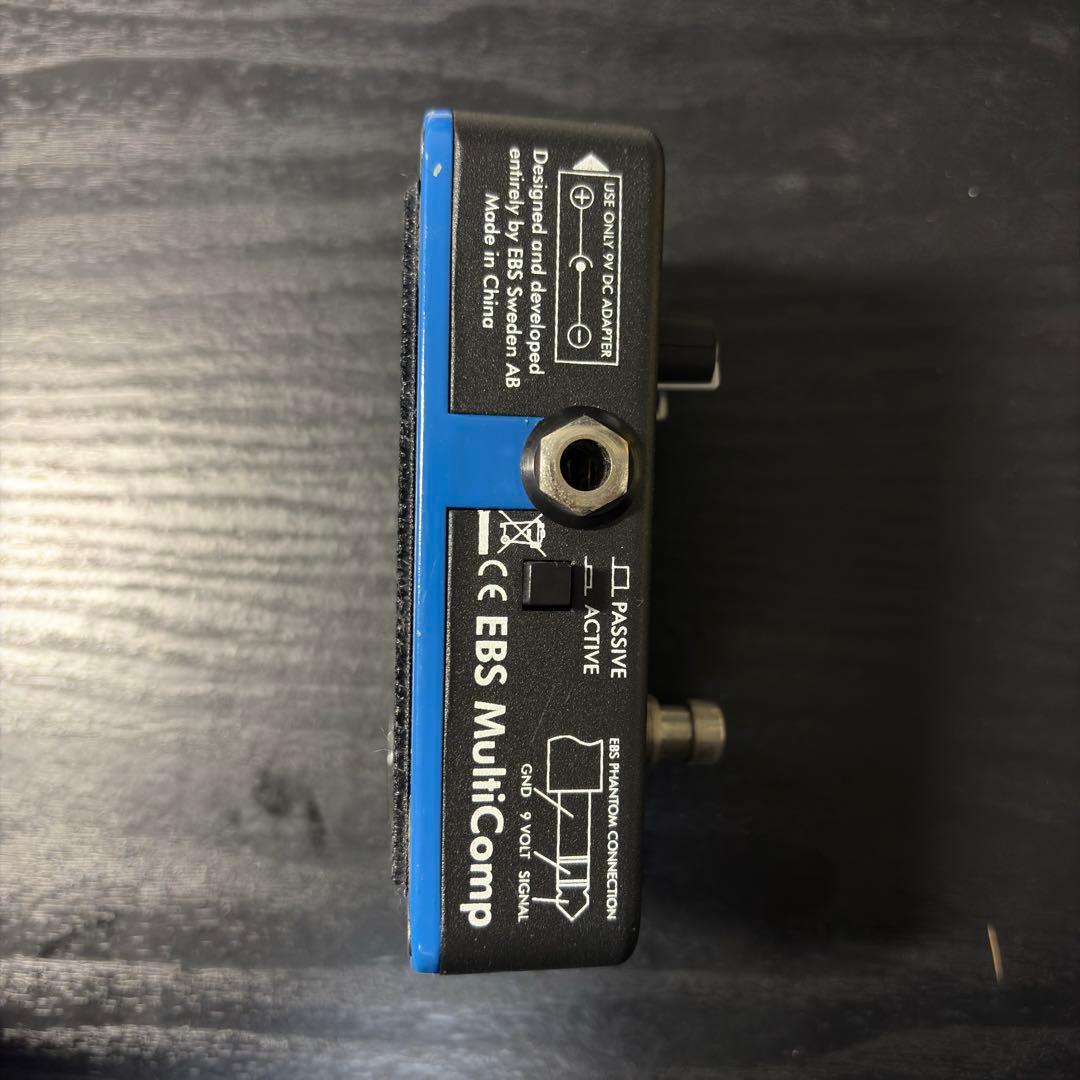 USE ONLY 9V DC ADAPTER
+ -
Designed and developed
entirely by EBS Sweden AB
Made in China
PASSIVE
ACTIVE
CE EBS MultiComp
EBS PHANTOM CONNECTION
GND 9 VOLT SIGNAL